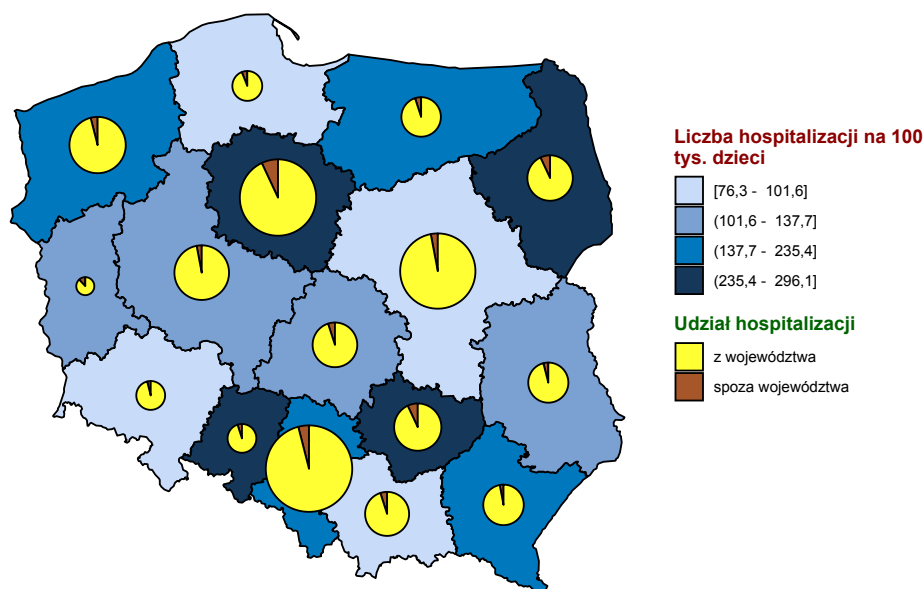 Liczba hospitalizacji na 100
tys. dzieci
[76,3 - 101,6]
(101,6 - 137,7]
(137,7 - 235,4]
(235,4 - 296,1]
Udział hospitalizacji
z województwa
spoza województwa